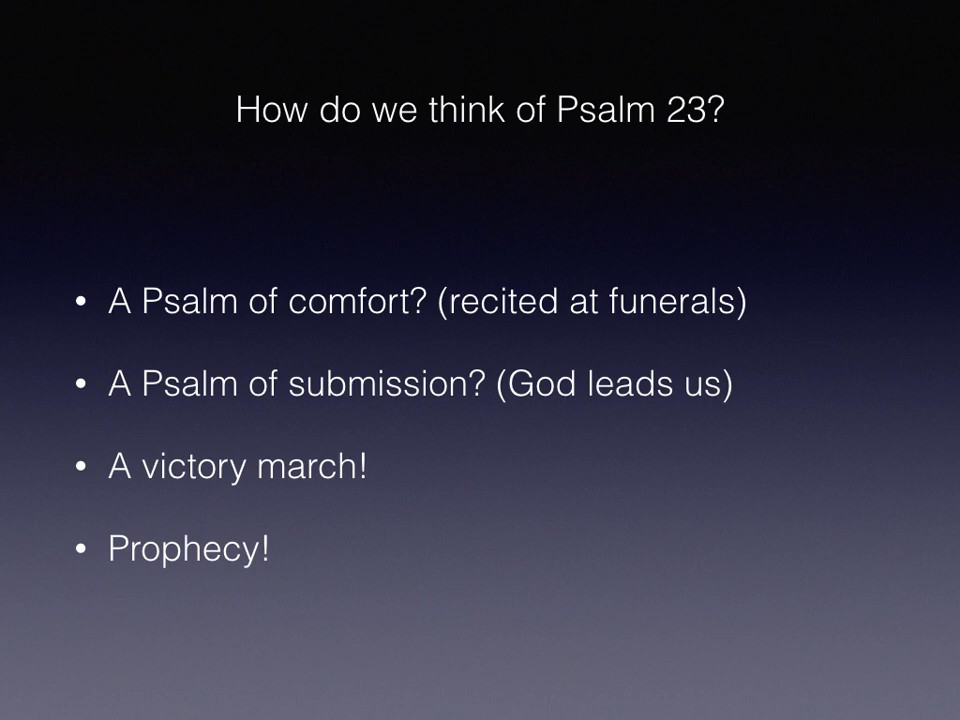 How do we think of Psalm 23?
• A Psalm of comfort? (recited at funerals)
• A Psalm of submission? (God leads us)
• A victory march!
• Prophecy!